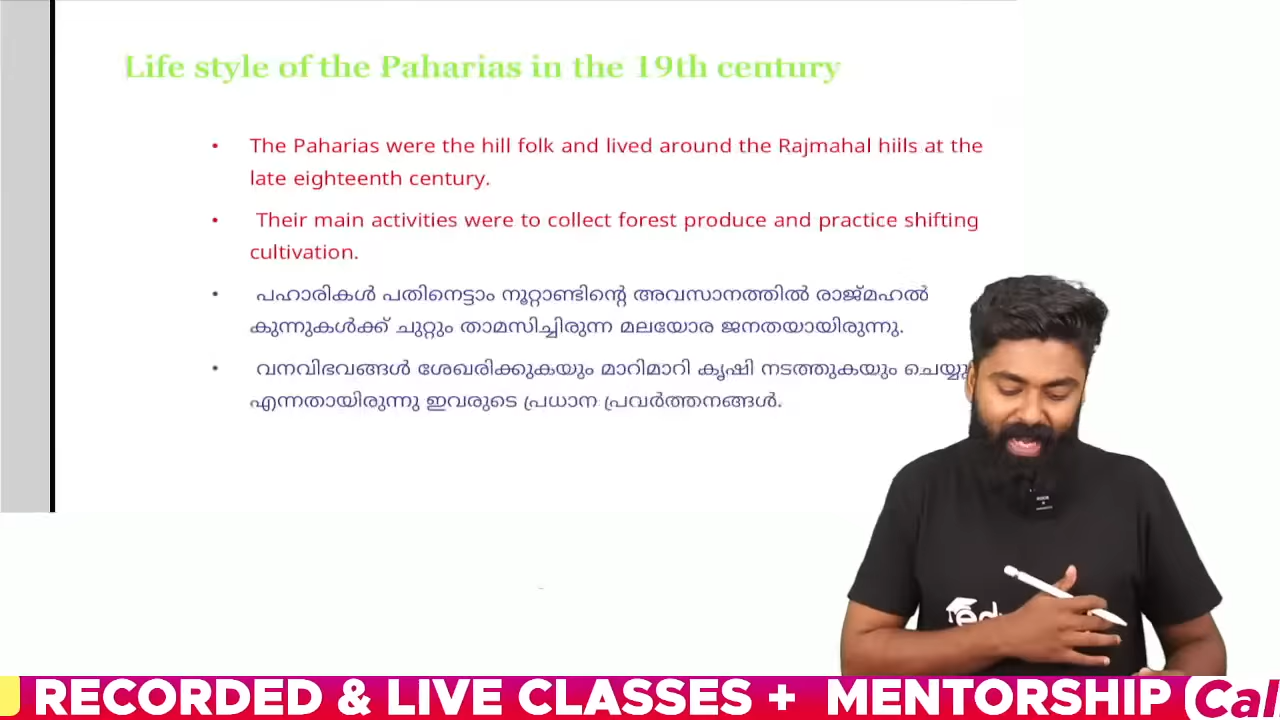 Life style of the Paharias in the 19th century
• The Paharias were the hill folk and lived around the Rajmahal hills at the
late eighteenth century.
• Their main activities were to collect forest produce and practice shifting
cultivation.
• പഹാരികൾ പതിനെട്ടാം നൂറ്റാണ്ടിന്റെ അവസാനത്തിൽ രാജ്മഹൽ
കുന്നുകൾക്ക് ചുറ്റും താമസിച്ചിരുന്ന മലയോര ജനതയായിരുന്നു.
• വനവിഭവങ്ങൾ ശേഖരിക്കുകയും മാറിമാറി കൃഷി നടത്തുകയും
എന്നതായിരുന്നു ഇവരുടെ പ്രധാന പ്രവർത്തനങ്ങൾ.
RECORDED & LIVE CLASSES + MENTORSHIP (Cal